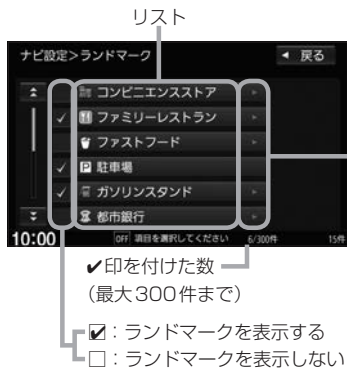 リスト
ナビ設定>ランドマーク
◀ 戻る
コンビニエンスストア
ファミリーレストラン
ファストフード
P 駐車場
ガソリンスタンド
都市銀行
10:00
OFF 項目を選択してください
6/300件
15件
✔印を付けた数
(最大300件まで)
☑：ランドマークを表示する
□：ランドマークを表示しない